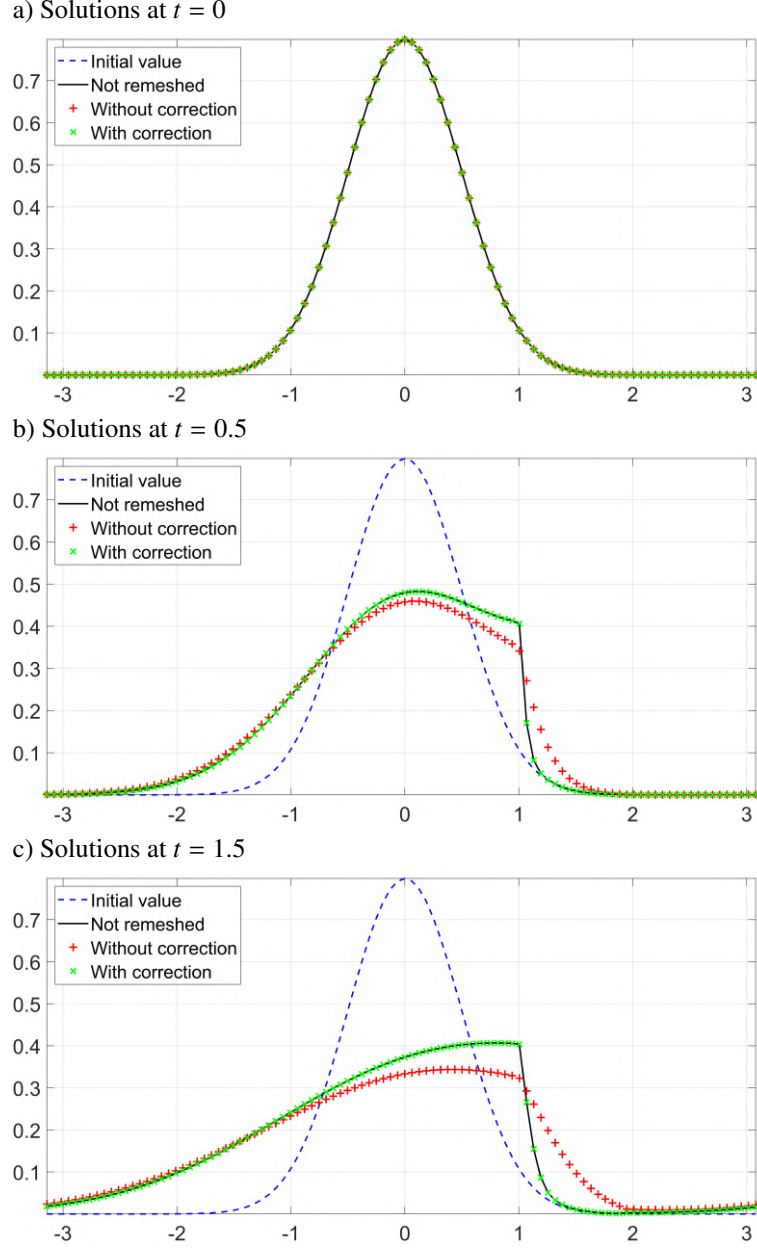 a) Solutions at t = 0
Initial value
Not remeshed
Without correction
With correction
0.7
0.6
0.5
0.4
0.3
0.2
0.1
-3 -2 -1 0 1 2 3
b) Solutions at t = 0.5
Initial value
Not remeshed
Without correction
With correction
0.7
0.6
0.5
0.4
0.3
0.2
0.1
-3 -2 -1 0 1 2 3
c) Solutions at t = 1.5
Initial value
Not remeshed
Without correction
With correction
0.7
0.6
0.5
0.4
0.3
0.2
0.1
-3 -2 -1 0 1 2 3